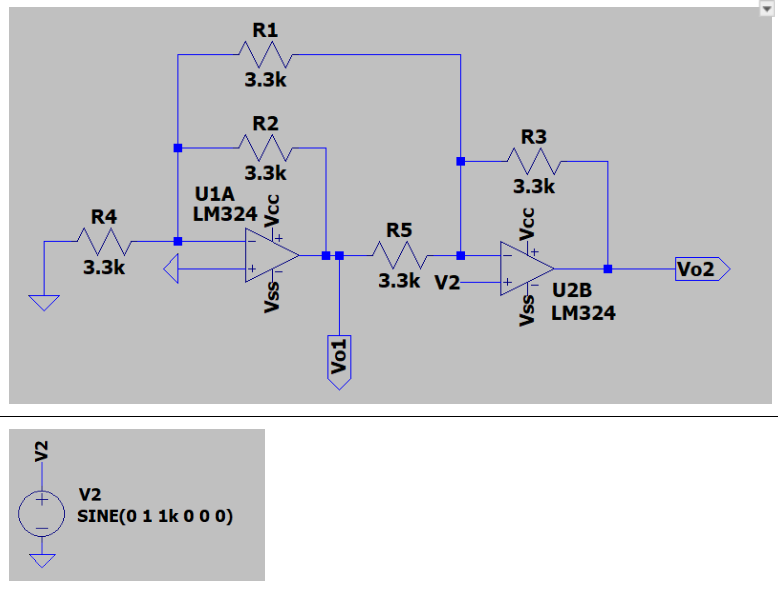 R1
3.3k
R2
3.3k
R3
3.3k
U1A
LM324
Vcc
+
R4
3.3k
−
+
−
Vss
R5
3.3k
V2
Vcc
+
−
+
−
Vss
U2B
LM324
Vo2
Vo1
V2
+
−
V2
SINE(0 1 1k 0 0 0)